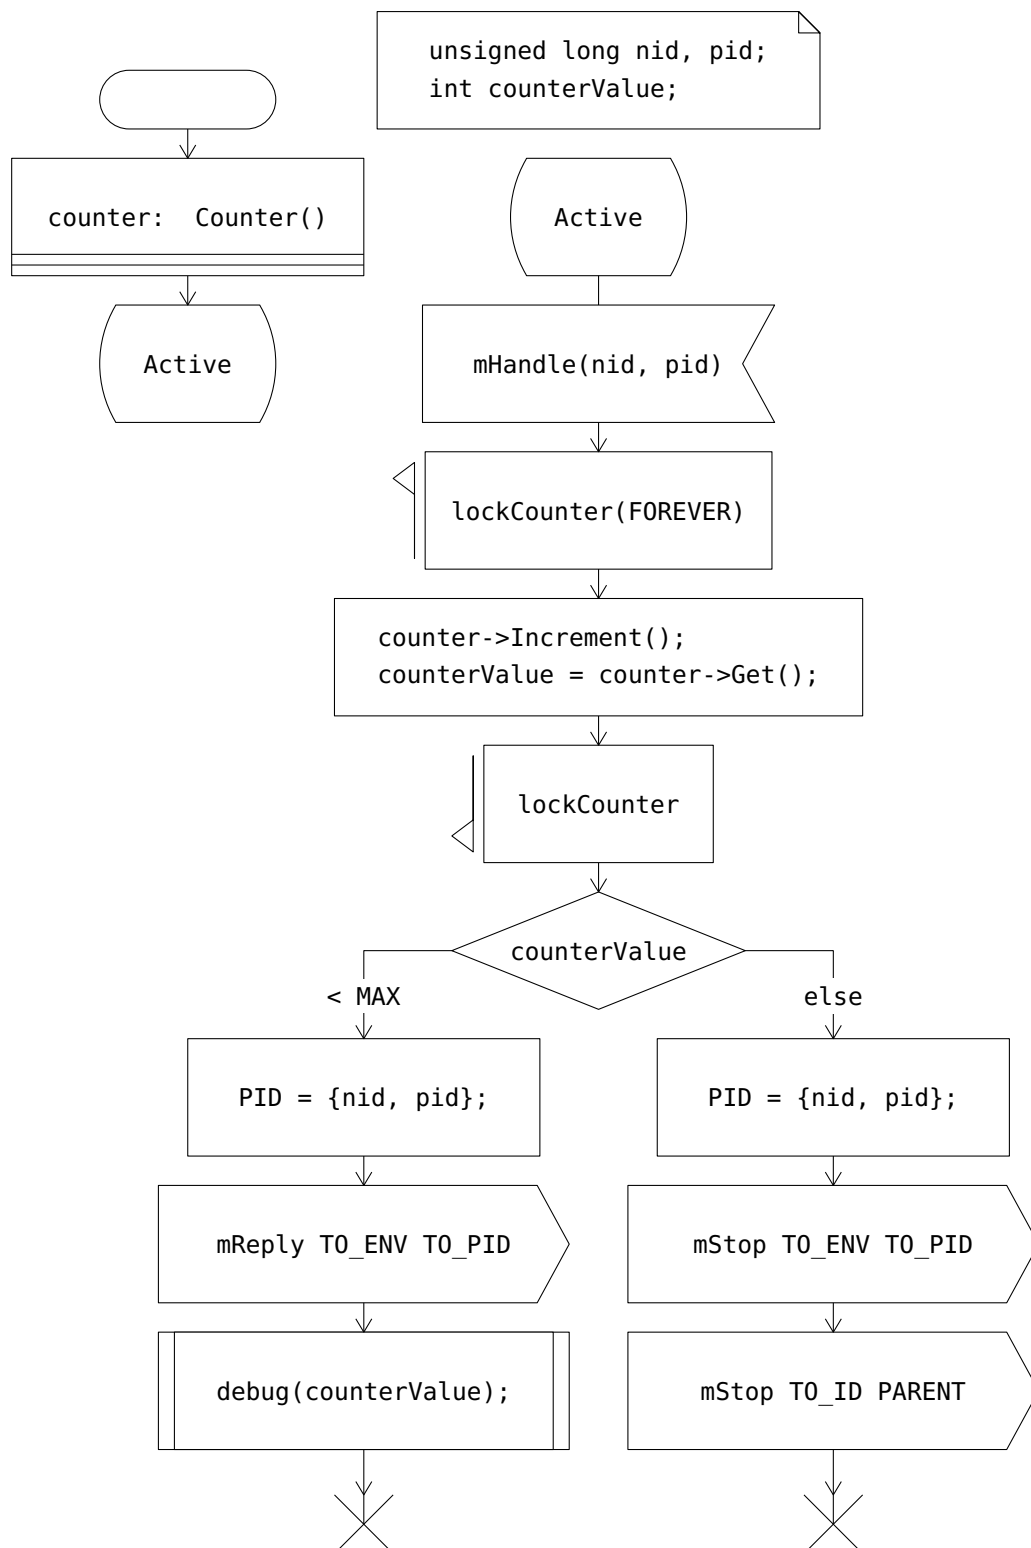 unsigned long nid, pid;
int counterValue;
counter:  Counter()
Active
Active
mHandle(nid, pid)
lockCounter(FOREVER)
counter->Increment();
counterValue = counter->Get();
lockCounter
counterValue
< MAX
else
PID = {nid, pid};
PID = {nid, pid};
mReply TO_ENV TO_PID
mStop TO_ENV TO_PID
debug(counterValue);
mStop TO_ID PARENT